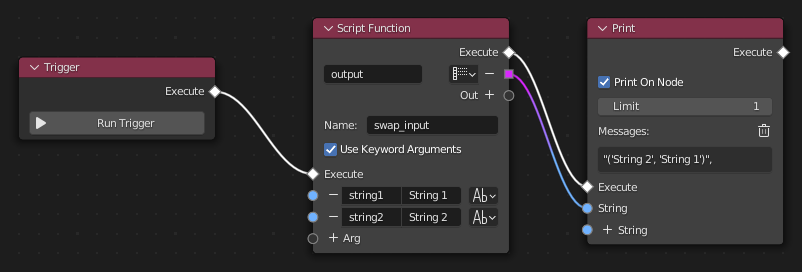 Trigger
Execute
Run Trigger
Script Function
Execute
output
Out
Name: swap_input
Use Keyword Arguments
Execute
string1 String 1 Ab
string2 String 2 Ab
Arg
Print
Execute
Print On Node
Limit 1
Messages:
"('String 2', 'String 1')",
Execute
String
String